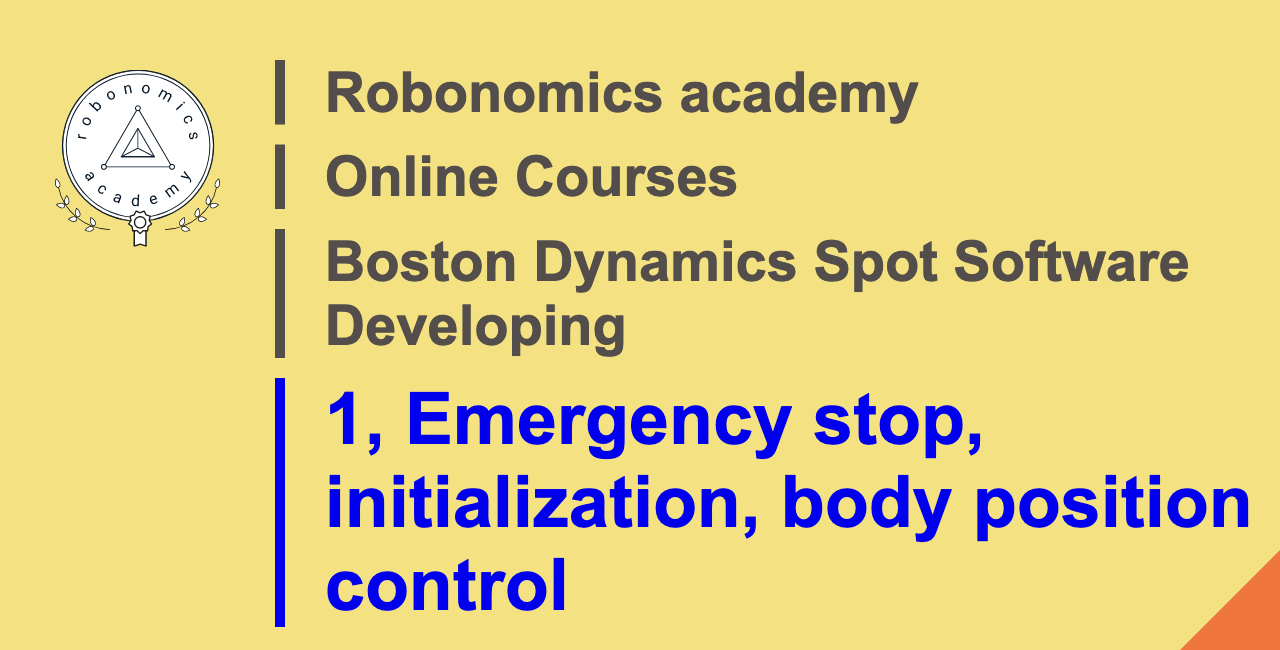 robonomics
academy
Robonomics academy
Online Courses
Boston Dynamics Spot Software
Developing
1, Emergency stop,
initialization, body position
control